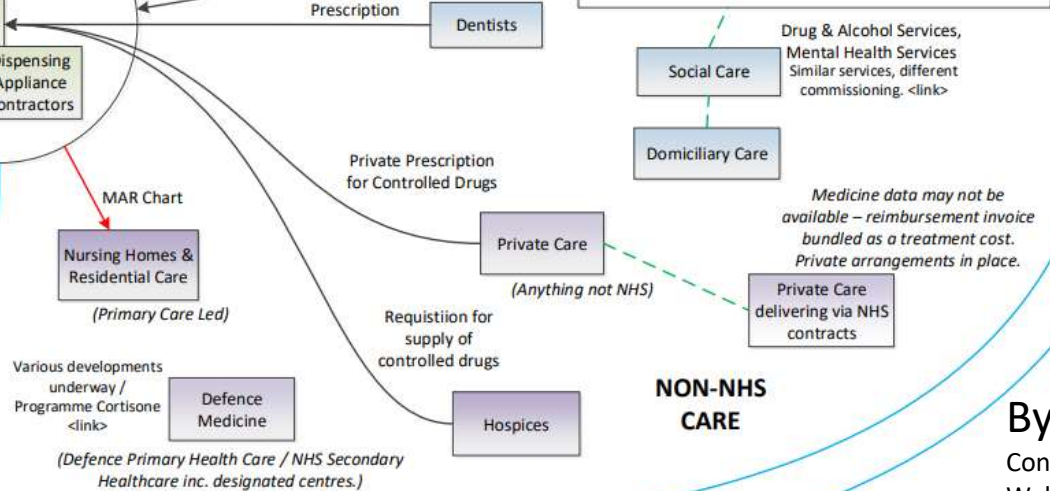 Prescription
Dentists
Dispensing
Appliance
Contractors
Drug & Alcohol Services,
Mental Health Services
Similar services, different
commissioning. <link>
Social Care
Domiciliary Care
Private Prescription
for Controlled Drugs
MAR Chart
Medicine data may not be
available – reimbursement invoice
bundled as a treatment cost.
Private arrangements in place.
Nursing Homes &
Residential Care
(Primary Care Led)
Private Care
(Anything not NHS)
Private Care
delivering via NHS
contracts
Requistiion for
supply of
controlled drugs
Various developments
underway /
Programme Cortisone
<link>
Defence
Medicine
(Defence Primary Health Care / NHS Secondary
Healthcare inc. designated centres.)
Hospices
NON-NHS
CARE
By
Con